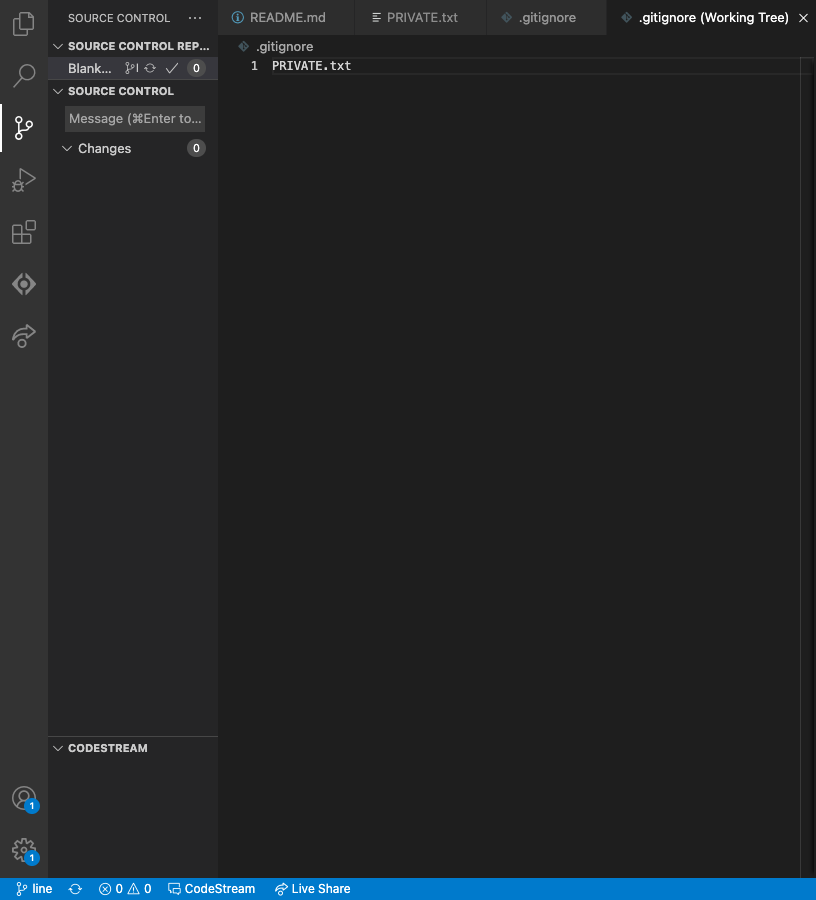 SOURCE CONTROL ...
README.md
PRIVATE.txt
.gitignore
.gitignore (Working Tree)
SOURCE CONTROL REP...
Blank...
0
SOURCE CONTROL
Message (⌘Enter to...
Changes
0
.gitignore
1 PRIVATE.txt
CODESTREAM
1
1
line
0
0
CodeStream
Live Share